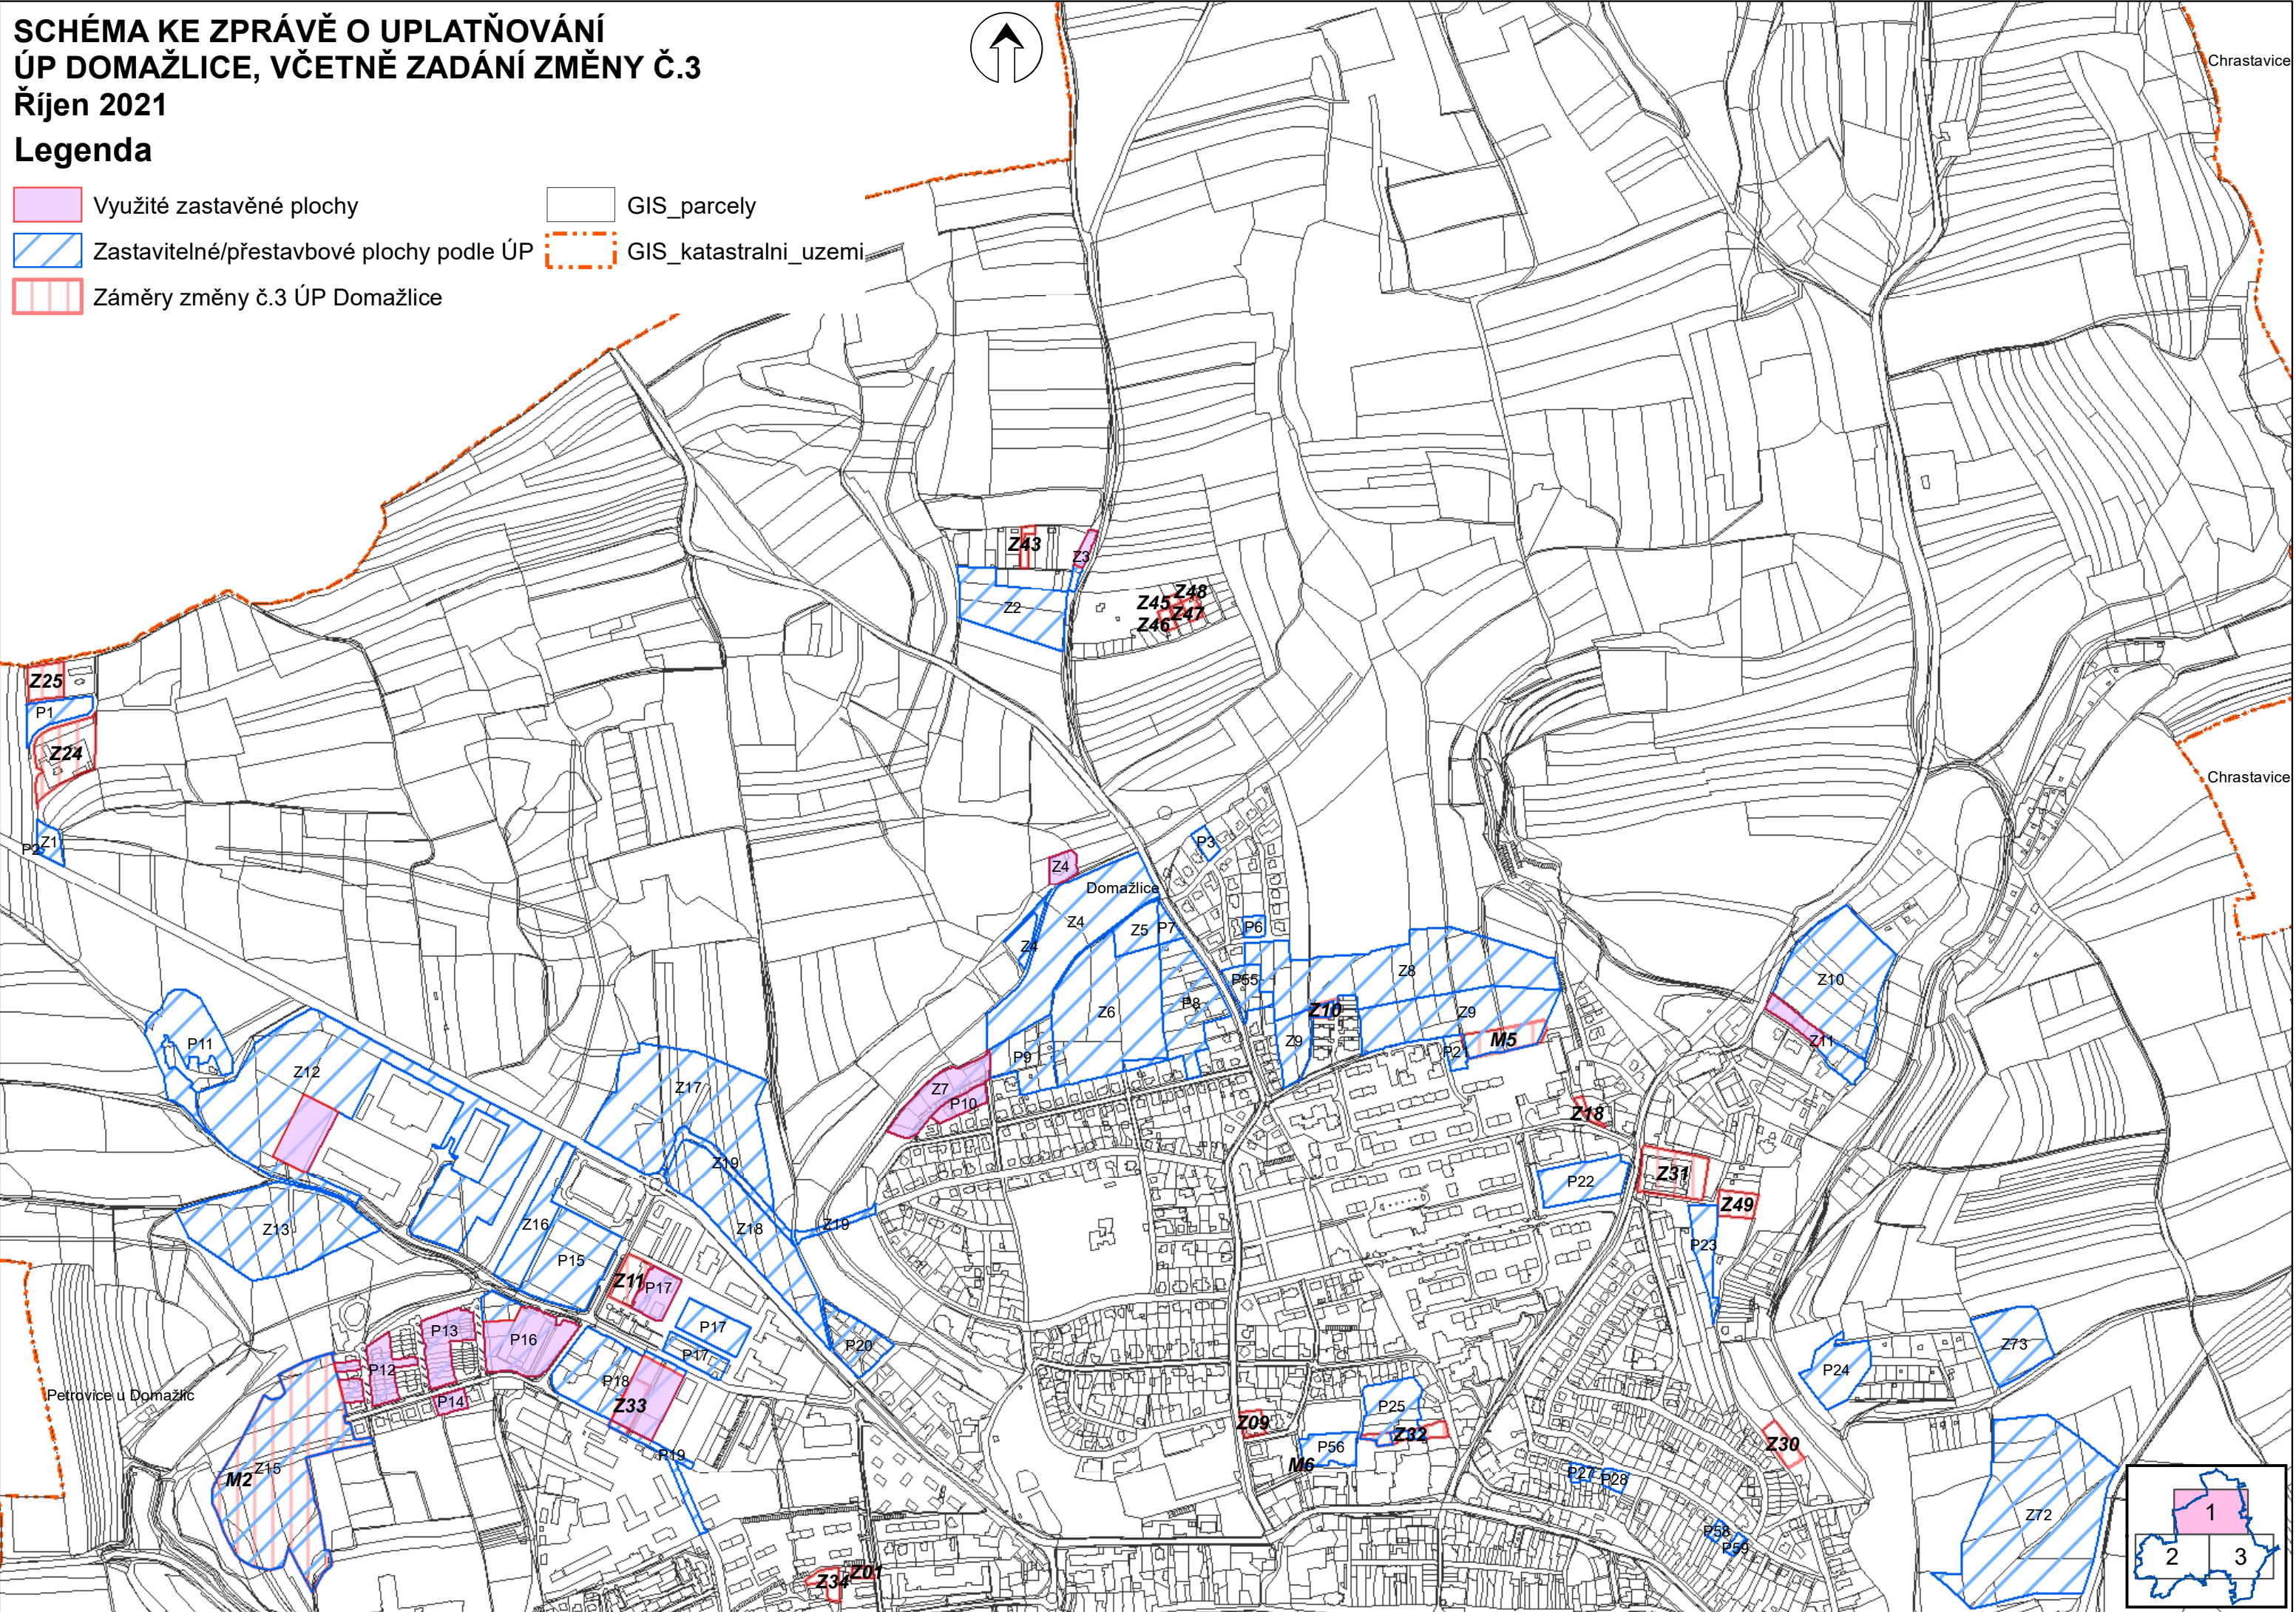 SCHÉMA KE ZPRÁVĚ O UPLATŇOVÁNÍ
ÚP DOMAŽLICE, VČETNĚ ZADÁNÍ ZMĚNY Č.3
Říjen 2021
Legenda
Využité zastavěné plochy
GIS_parcely
Zastavitelné/přestavbové plochy podle ÚP
GIS_katastralni_uzemi
Záměry změny č.3 ÚP Domažlice
Chrastavice
Z43
Z3
Z2
Z45
Z48
Z47
Z46
Z25
P1
Z24
Z1
P2
Chrastavice
P3
Z4
Domažlice
Z4
Z5
P7
P6
Z4
Z8
P55
Z10
P8
Z6
Z10
Z9
Z9
M5
Z11
P21
P9
P11
Z12
Z7
P10
Z17
Z18
Z19
Z31
P22
Z49
Z13
Z16
Z18
Z19
P23
P15
Z11
P17
P17
P17
P13
P16
P20
P12
P18
P14
Z33
P19
Petrovice u Domažlic
Z15
M2
Z73
P24
P25
Z09
Z32
P56
M6
Z30
P27
P28
P58
P59
Z72
Z34
Z01
1
2
3